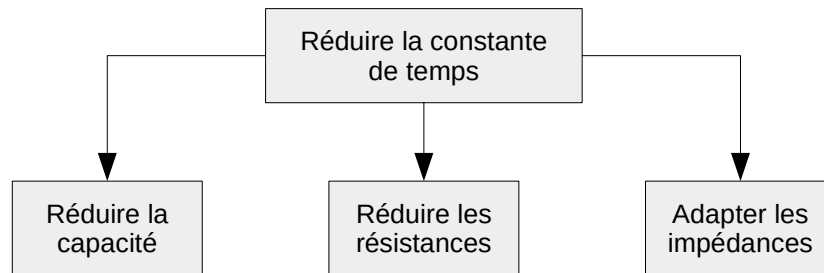 Réduire la constante
de temps
Réduire la
capacité
Réduire les
résistances
Adapter les
impédances